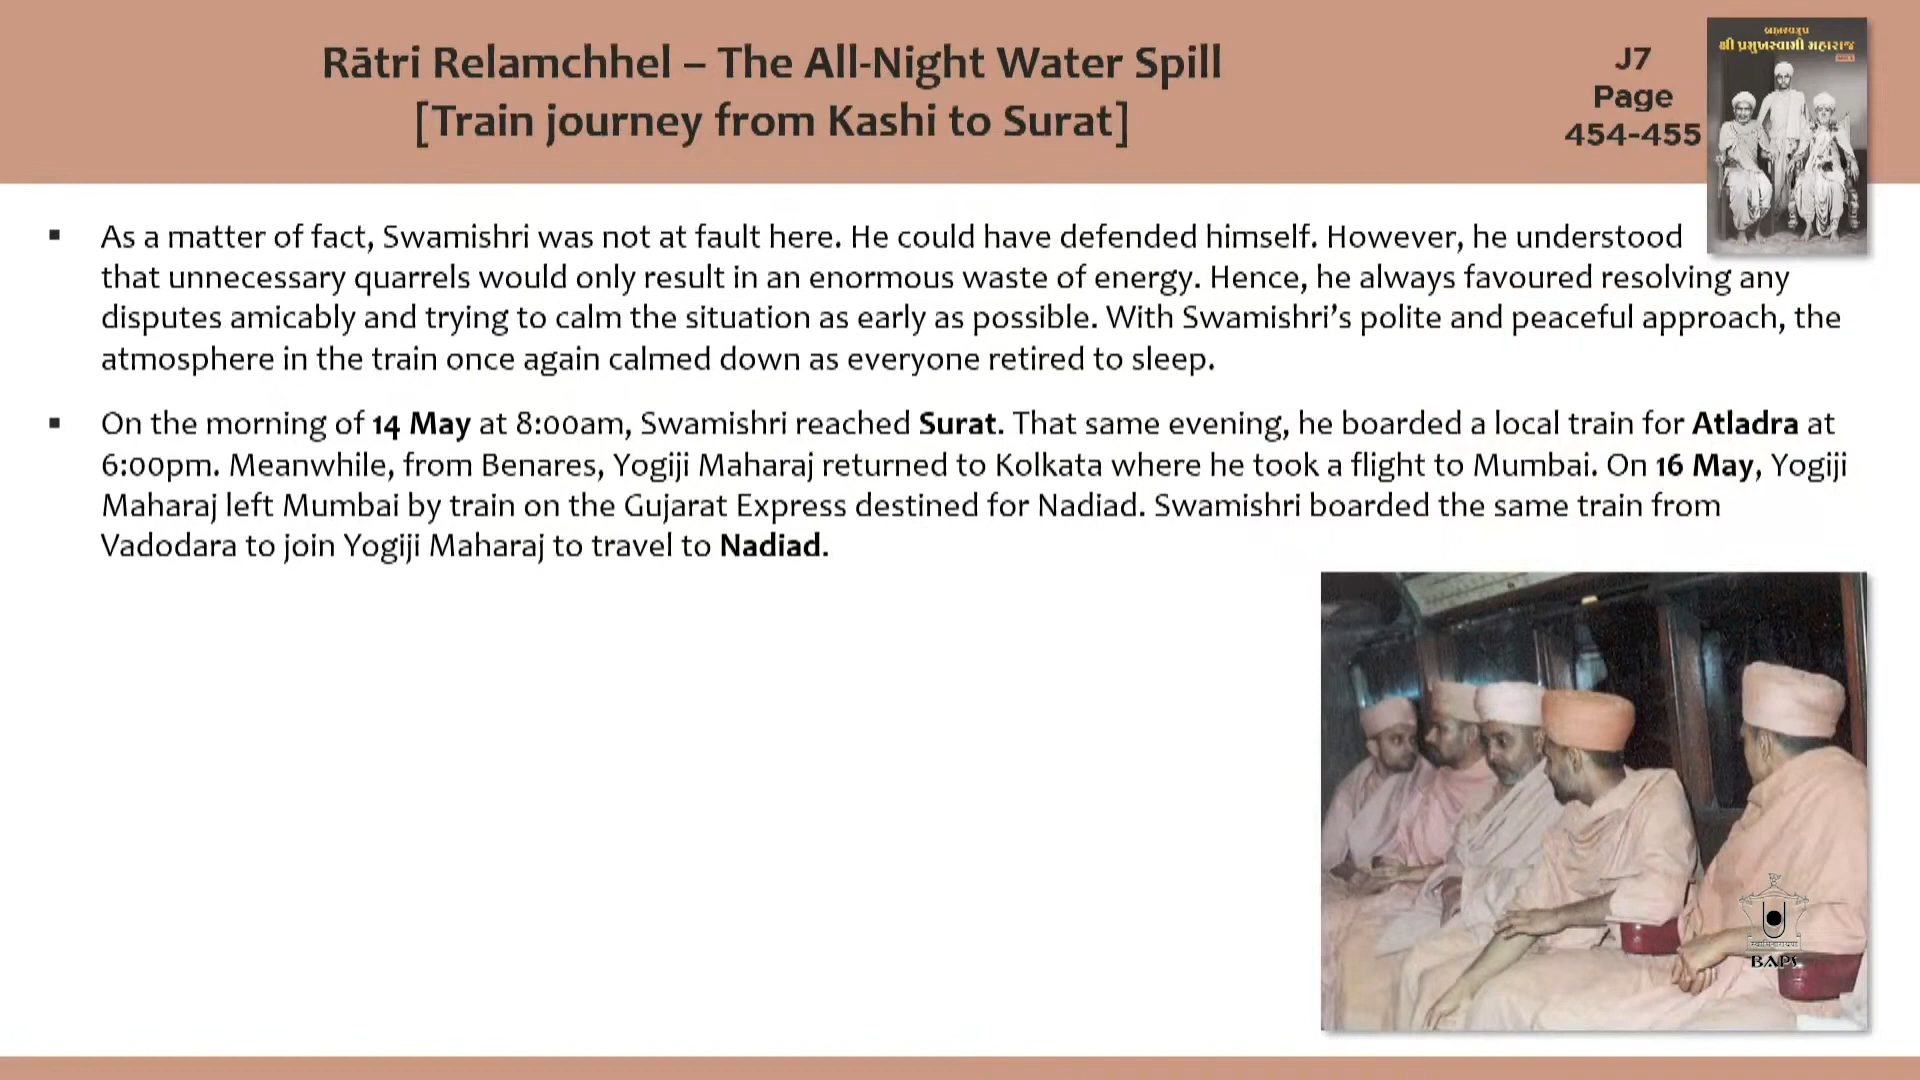 Rātri Relamchhel – The All-Night Water Spill
[Train journey from Kashi to Surat]
J7
Page
454-455
બ્રહ્મસ્વરૂપ
શ્રી પ્રમુખસ્વામી મહારાજ
▪ As a matter of fact, Swamishri was not at fault here. He could have defended himself. However, he understood
that unnecessary quarrels would only result in an enormous waste of energy. Hence, he always favoured resolving any
disputes amicably and trying to calm the situation as early as possible. With Swamishri’s polite and peaceful approach, the
atmosphere in the train once again calmed down as everyone retired to sleep.
▪ On the morning of 14 May at 8:00am, Swamishri reached Surat. That same evening, he boarded a local train for Atladra at
6:00pm. Meanwhile, from Benares, Yogiji Maharaj returned to Kolkata where he took a flight to Mumbai. On 16 May, Yogiji
Maharaj left Mumbai by train on the Gujarat Express destined for Nadiad. Swamishri boarded the same train from
Vadodara to join Yogiji Maharaj to travel to Nadiad.
स्वामिनारायण
BAPS